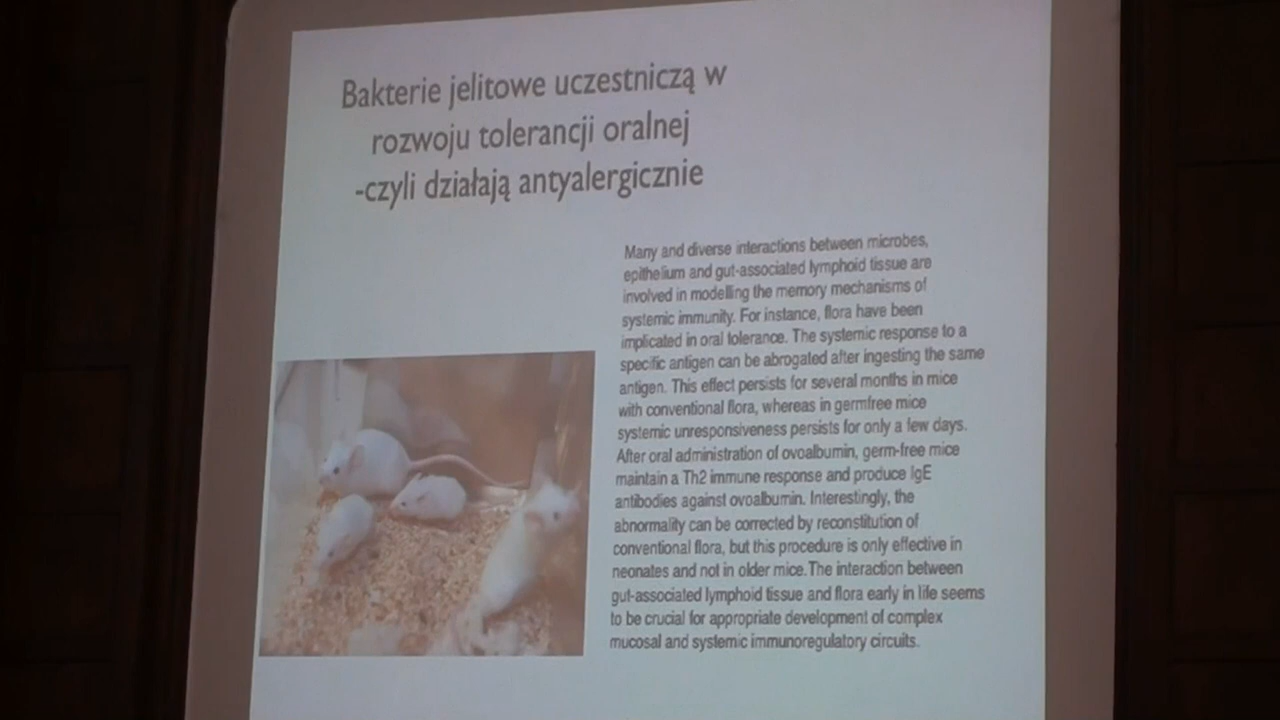 Bakterie jelitowe uczestniczą w
rozwoju tolerancji oralnej
-czyli działają antyalergicznie
Many and diverse interactions between microbes,
epithelium and gut-associated lymphoid tissue are
involved in modelling the memory mechanisms of
systemic immunity. For instance, flora have been
implicated in oral tolerance. The systemic response to a
specific antigen can be abrogated after ingesting the same
antigen. This effect persists for several months in mice
with conventional flora, whereas in germfree mice
systemic unresponsiveness persists for only a few days.
After oral administration of ovoalbumin, germ-free mice
maintain a Th2 immune response and produce IgE
antibodies against ovoalbumin. Interestingly, the
abnormality can be corrected by reconstitution of
conventional flora, but this procedure is only effective in
neonates and not in older mice.The interaction between
gut-associated lymphoid tissue and flora early in life seems
to be crucial for appropriate development of complex
mucosal and systemic immunoregulatory circuits.